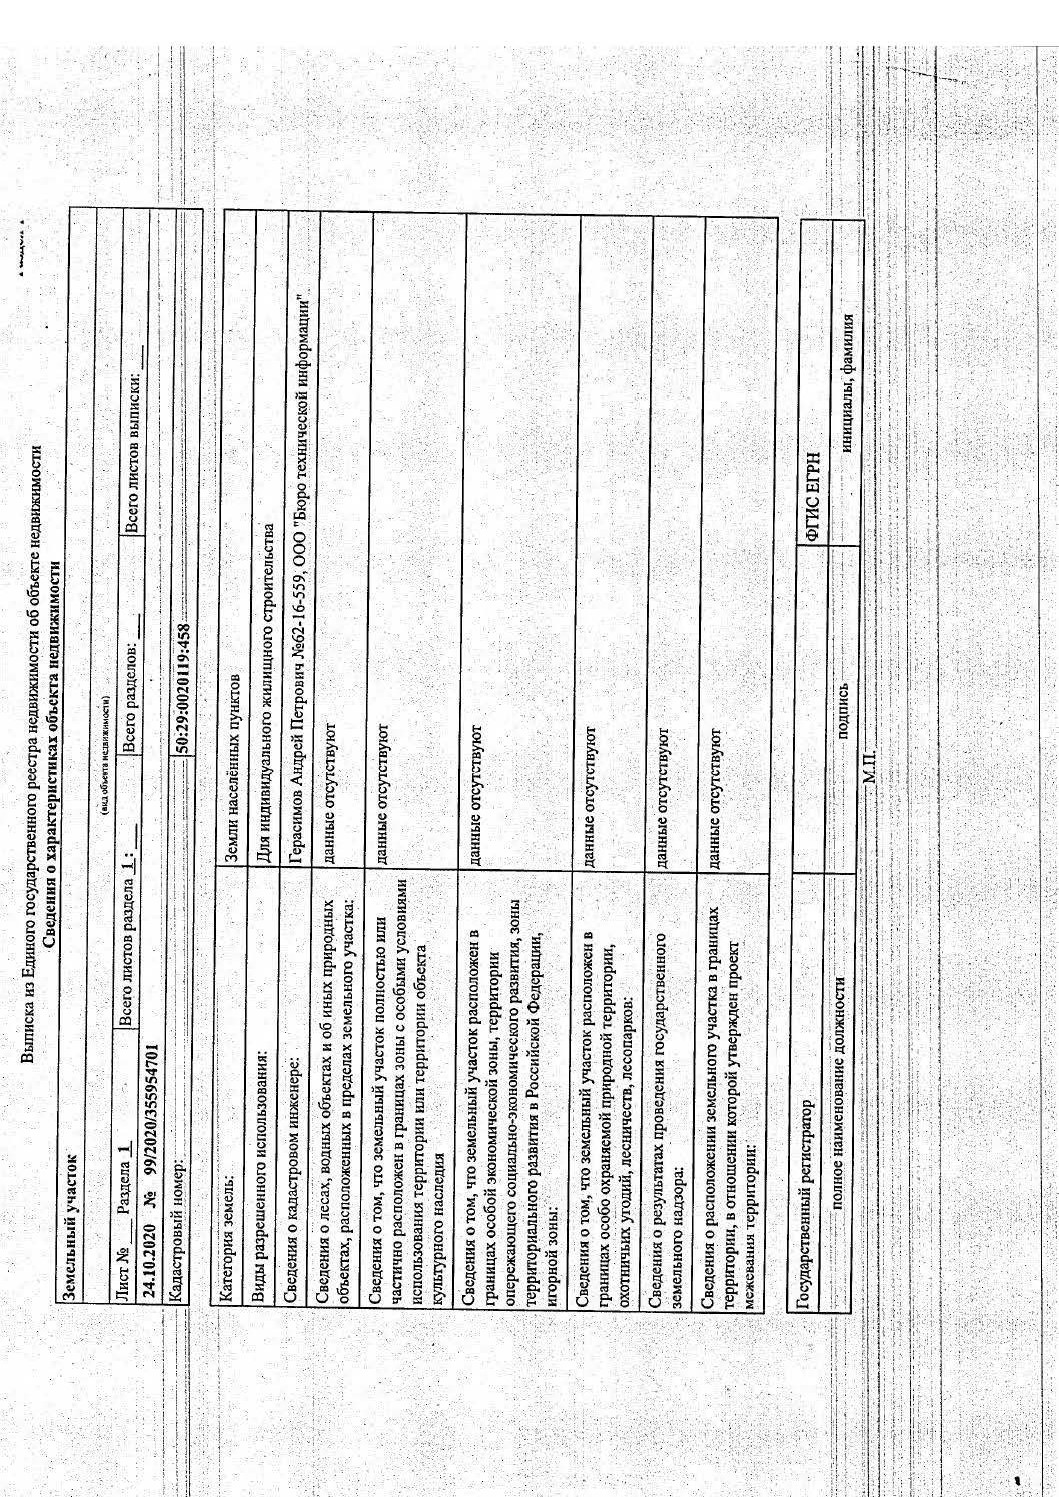 Выписка из Единого государственного реестра недвижимости об объекте недвижимости
Сведения о характеристиках объекта недвижимости
Земельный участок
(вид объекта недвижимости)
Лист № ___ Раздела 1
Всего листов раздела 1 : ___
Всего разделов: ___
Всего листов выписки: ___
24.10.2020 № 99/2020/355954701
Кадастровый номер:
50:29:0020119:458
Категория земель:
Земли населённых пунктов
Виды разрешенного использования:
Для индивидуального жилищного строительства
Сведения о кадастровом инженере:
Герасимов Андрей Петрович №62-16-559, ООО "Бюро технической информации"
Сведения о лесах, водных объектах и об иных природных
объектах, расположенных в пределах земельного участка:
данные отсутствуют
Сведения о том, что земельный участок полностью или
частично расположен в границах зоны с особыми условиями
использования территории или территории объекта
культурного наследия
данные отсутствуют
Сведения о том, что земельный участок расположен в
границах особой экономической зоны, территории
опережающего социально-экономического развития, зоны
территориального развития в Российской Федерации,
игорной зоны:
данные отсутствуют
Сведения о том, что земельный участок расположен в
границах особо охраняемой природной территории,
охотничьих угодий, лесничеств, лесопарков:
данные отсутствуют
Сведения о результатах проведения государственного
земельного надзора:
данные отсутствуют
Сведения о расположении земельного участка в границах
территории, в отношении которой утвержден проект
межевания территории:
данные отсутствуют
Государственный регистратор
ФГИС ЕГРН
полное наименование должности
подпись
инициалы, фамилия
М.П.